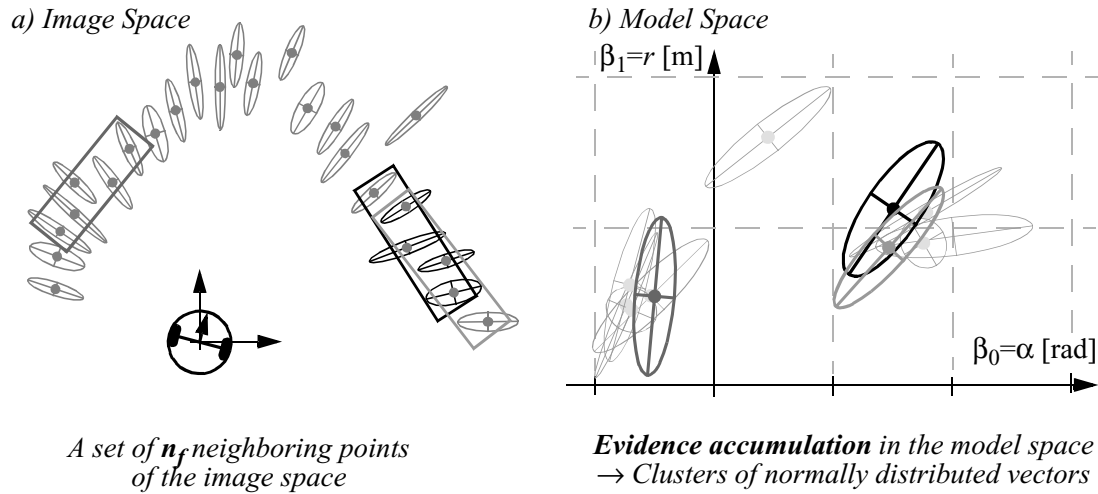 a) Image Space
b) Model Space
β1=r [m]
β0=α [rad]
A set of nf neighboring points
of the image space
Evidence accumulation in the model space
→ Clusters of normally distributed vectors